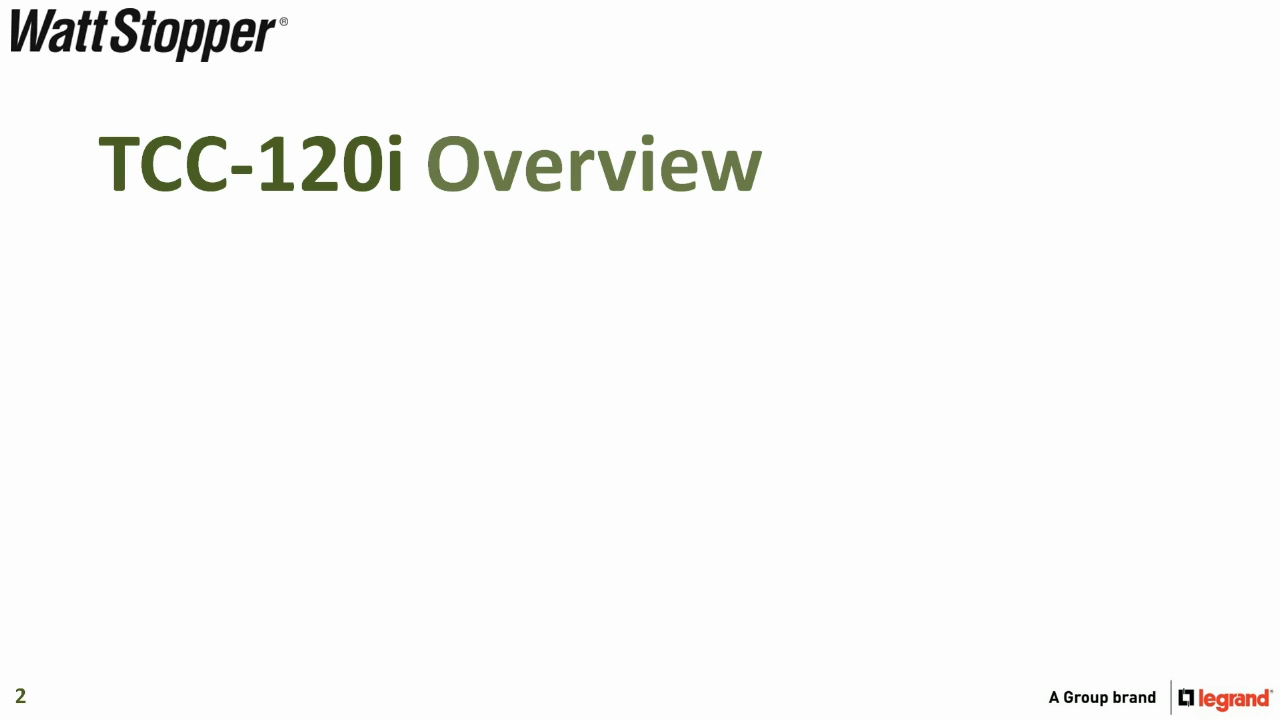 WattStopper®
TCC-120i Overview
2
A Group brand
legrand®